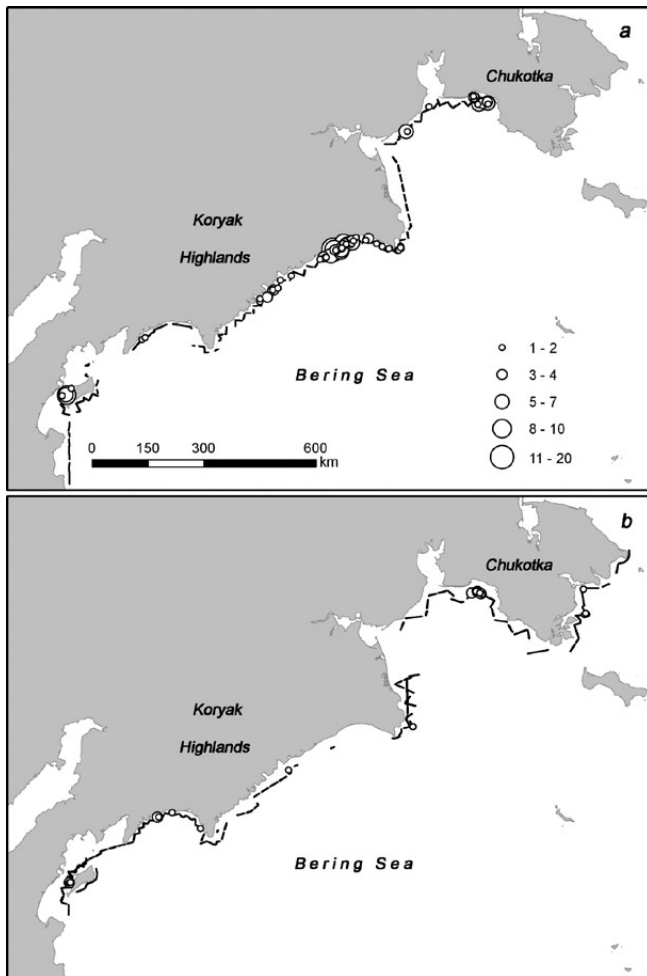 a
Chukotka
Koryak
Highlands
Bering Sea
1 - 2
3 - 4
5 - 7
8 - 10
11 - 20
0 150 300 600
km
b
Chukotka
Koryak
Highlands
Bering Sea